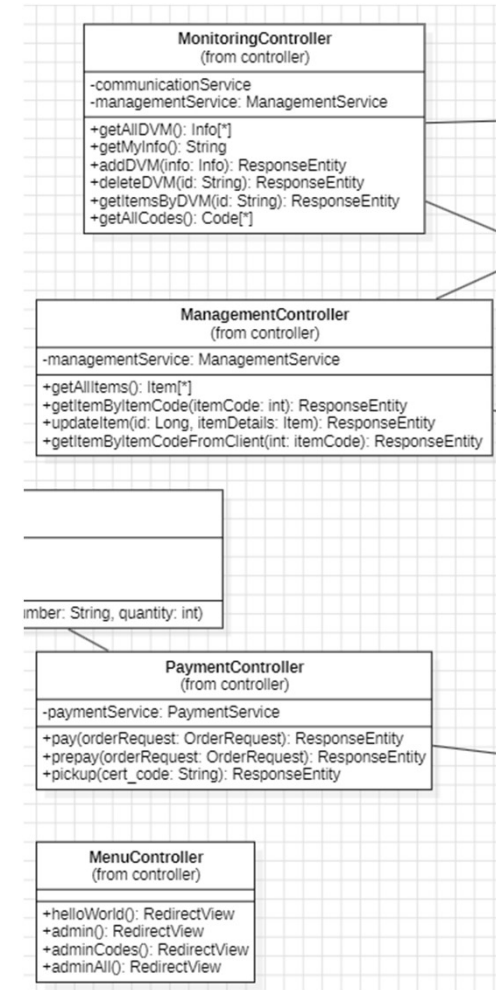 MonitoringController
(from controller)
-communicationService
-managementService: ManagementService
+getAllDVM(): Info[*]
+getMyInfo(): String
+addDVM(info: Info): ResponseEntity
+deleteDVM(id: String): ResponseEntity
+getItemsByDVM(id: String): ResponseEntity
+getAllCodes(): Code[*]
ManagementController
(from controller)
-managementService: ManagementService
+getAllItems(): Item[*]
+getItemByItemCode(itemCode: int): ResponseEntity
+updateItem(id: Long, itemDetails: Item): ResponseEntity
+getItemByItemCodeFromClient(int: itemCode): ResponseEntity
mber: String, quantity: int)
PaymentController
(from controller)
-paymentService: PaymentService
+pay(orderRequest: OrderRequest): ResponseEntity
+prepay(orderRequest: OrderRequest): ResponseEntity
+pickup(cert_code: String): ResponseEntity
MenuController
(from controller)
+helloWorld(): RedirectView
+admin(): RedirectView
+adminCodes(): RedirectView
+adminAll(): RedirectView